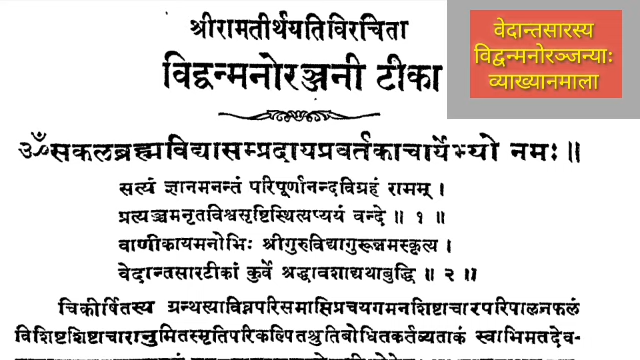 श्रीरामतीर्थयतिविरचिता
विद्वन्मनोरञ्जनी टीका
वेदान्तसारस्य
विद्वन्मनोरञ्जन्याः
व्याख्यानमाला
ॐसकलब्रह्मविद्यासम्प्रदायप्रवर्तकाचार्येभ्यो नमः॥
सत्यं ज्ञानमनन्तं परिपूर्णानन्दविग्रहं रामम् ।
प्रत्यञ्चमनृतविश्वसृष्टिस्थित्यप्ययं वन्दे ॥ १ ॥
वाणीकायमनोभिः श्रीगुरुविद्यागुरून्नमस्कृत्य ।
वेदान्तसारटीकां कुर्वे श्रद्धावशाद्यथाबुद्धि ॥ २ ॥
चिकीर्षितस्य ग्रन्थस्याविघ्नपरिसमाप्तिप्रचयगमनशिष्टाचारपरिपालनफलं
विशिष्टशिष्टाचारानुमितस्मृतिपरिकल्पितश्रुतिबोधितकर्तव्यताकं स्वाभिमतदेव-